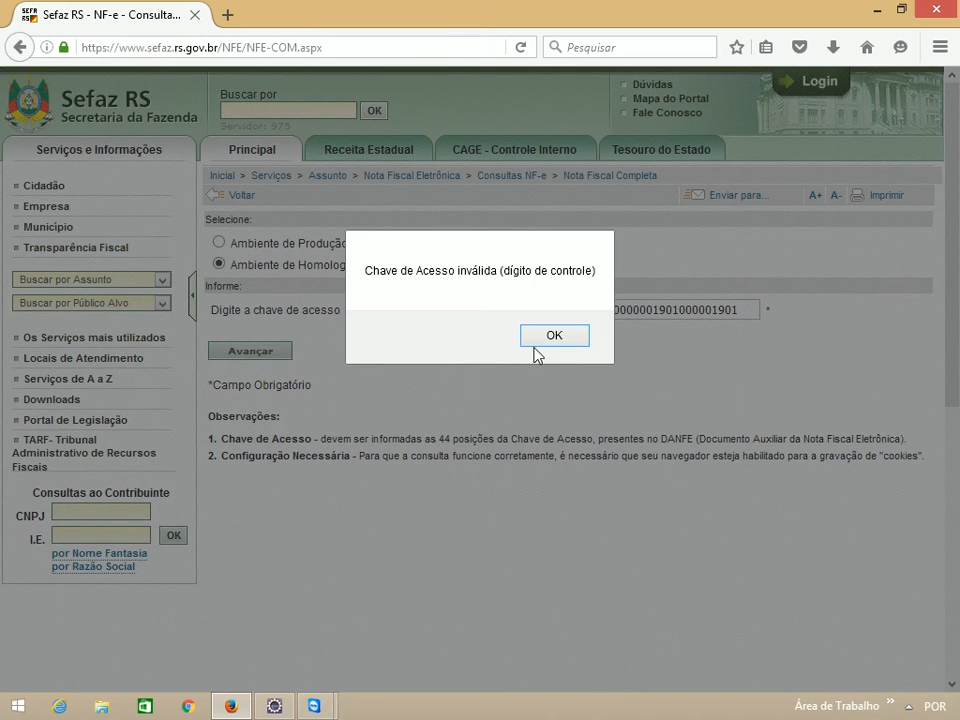 SEFA RS Sefaz RS - NF-e - Consulta...
https://www.sefaz.rs.gov.br/NFE/NFE-COM.aspx
Pesquisar
Sefaz RS
Secretaria da Fazenda
Buscar por
OK
Servidor: 975
Dúvidas
Mapa do Portal
Fale Conosco
Login
Serviços e Informações
Principal
Receita Estadual
CAGE - Controle Interno
Tesouro do Estado
Inicial > Serviços > Assunto > Nota Fiscal Eletrônica > Consultas NF-e > Nota Fiscal Completa
Voltar
Enviar para...
A+ A-
Imprimir
Cidadão
Empresa
Município
Transparência Fiscal
Buscar por Assunto
Buscar por Público Alvo
Os Serviços mais utilizados
Locais de Atendimento
Serviços de A a Z
Downloads
Portal de Legislação
TARF- Tribunal
Administrativo de Recursos
Fiscais
Consultas ao Contribuinte
CNPJ
I.E.
OK
por Nome Fantasia
por Razão Social
Selecione:
Ambiente de Produção
Ambiente de Homolog
Informe:
Digite a chave de acesso
0000001901000001901 *
Avançar
*Campo Obrigatório
Observações:
1. Chave de Acesso - devem ser informadas as 44 posições da Chave de Acesso, presentes no DANFE (Documento Auxiliar da Nota Fiscal Eletrônica).
2. Configuração Necessária - Para que a consulta funcione corretamente, é necessário que seu navegador esteja habilitado para a gravação de "cookies".
Chave de Acesso inválida (dígito de controle)
OK
Área de Trabalho
POR